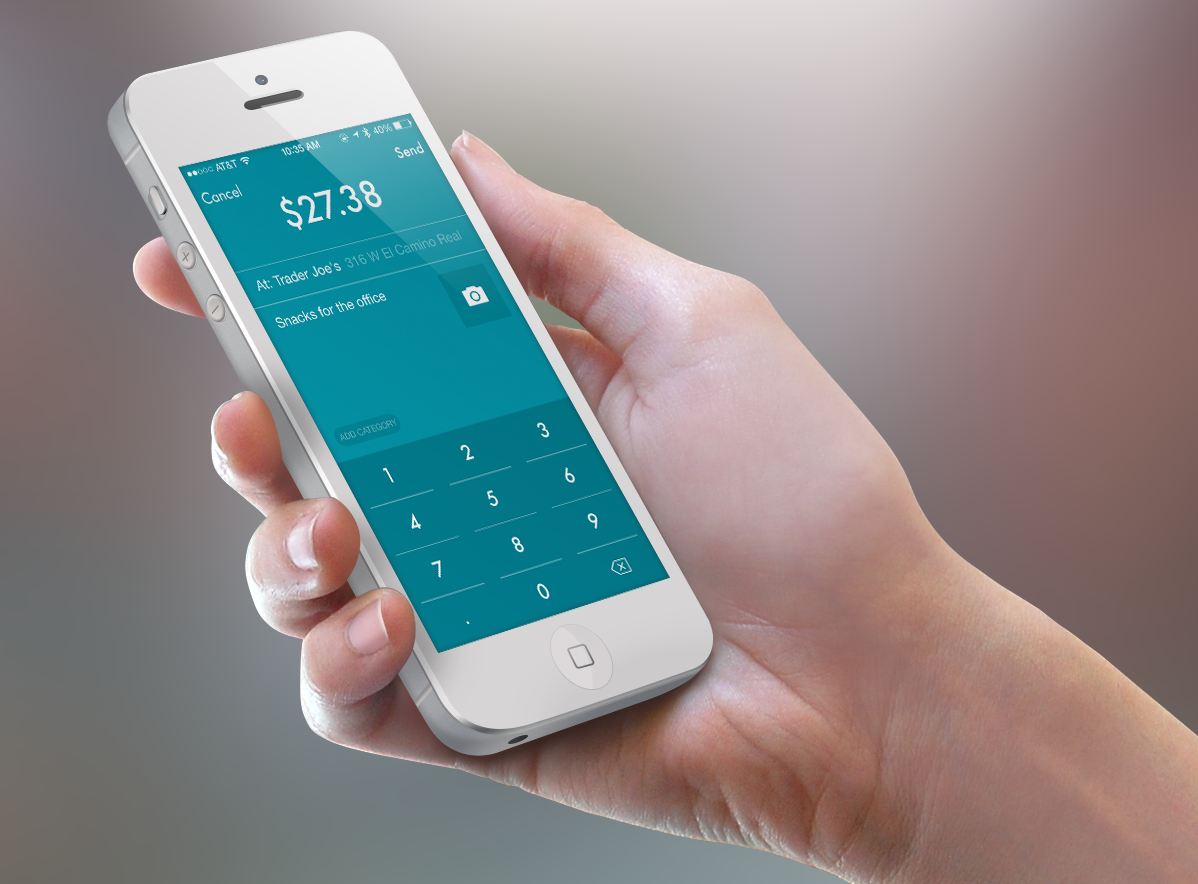 AT&T 10:35 AM 40%
Cancel Send
$27.38
At: Trader Joe's 316 W El Camino Real
Snacks for the office
ADD CATEGORY
1 2 3
4 5 6
7 8 9
. 0
+
−